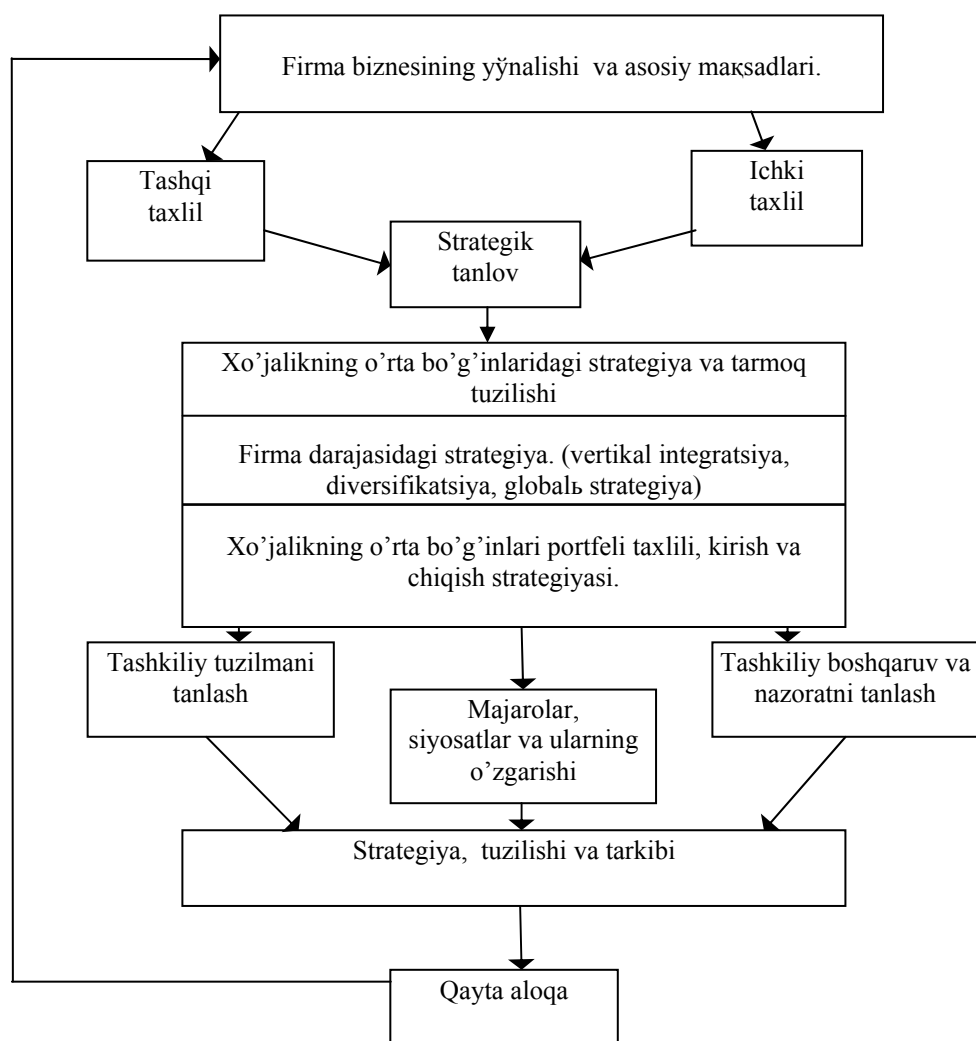 Firma biznesining yўnalishi va asosiy maқsadlari.
Tashqi
taxlil
Ichki
taxlil
Strategik
tanlov
Xo’jalikning o’rta bo’g’inlaridagi strategiya va tarmoq
tuzilishi
Firma darajasidagi strategiya. (vertikal integratsiya,
diversifikatsiya, globalь strategiya)
Xo’jalikning o’rta bo’g’inlari portfeli taxlili, kirish va
chiqish strategiyasi.
Tashkiliy tuzilmani
tanlash
Majarolar,
siyosatlar va ularning
o’zgarishi
Tashkiliy boshqaruv va
nazoratni tanlash
Strategiya, tuzilishi va tarkibi
Qayta aloqa